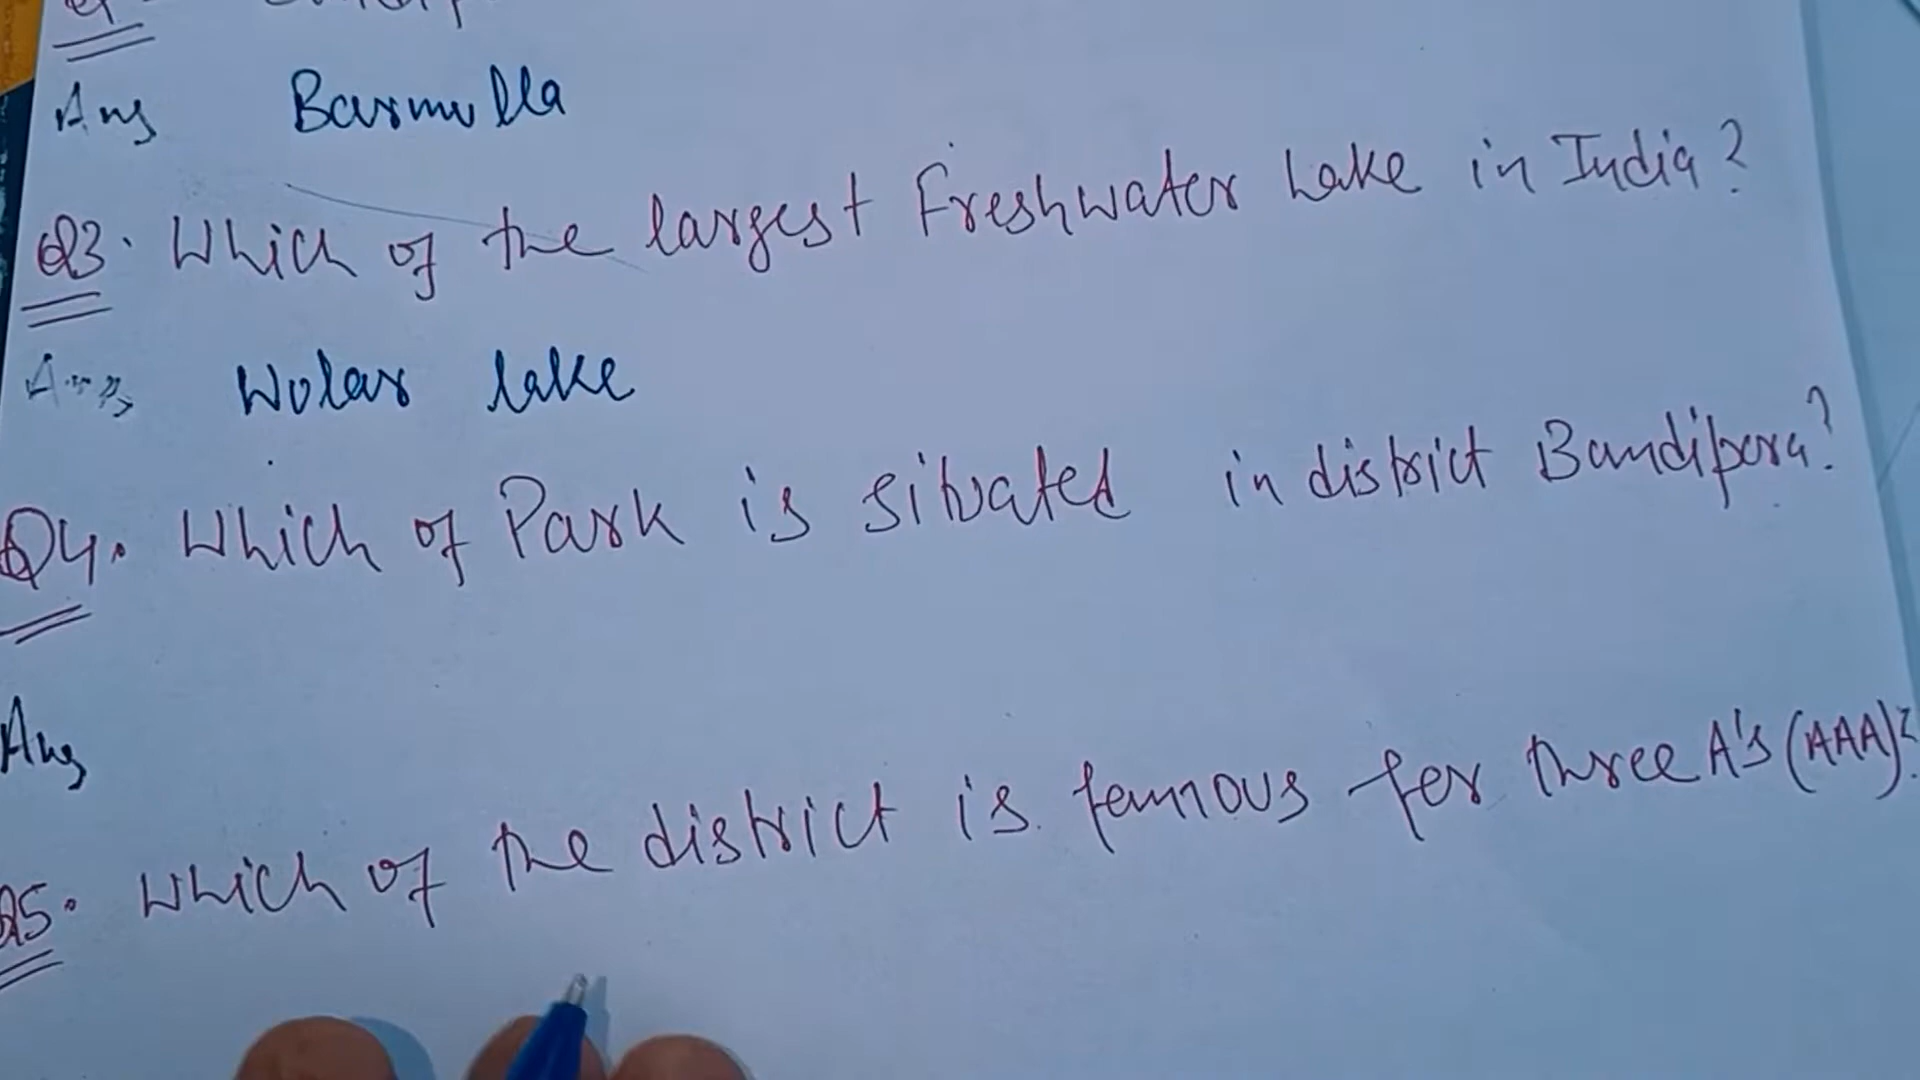 Ans Barmulla
Q3. Which of the largest Freshwater Lake in India?
Ans Wolar lake
Q4. Which of Park is situated in district Bandipora?
Ans
Q5. Which of the district is famous for three A's (AAA)?